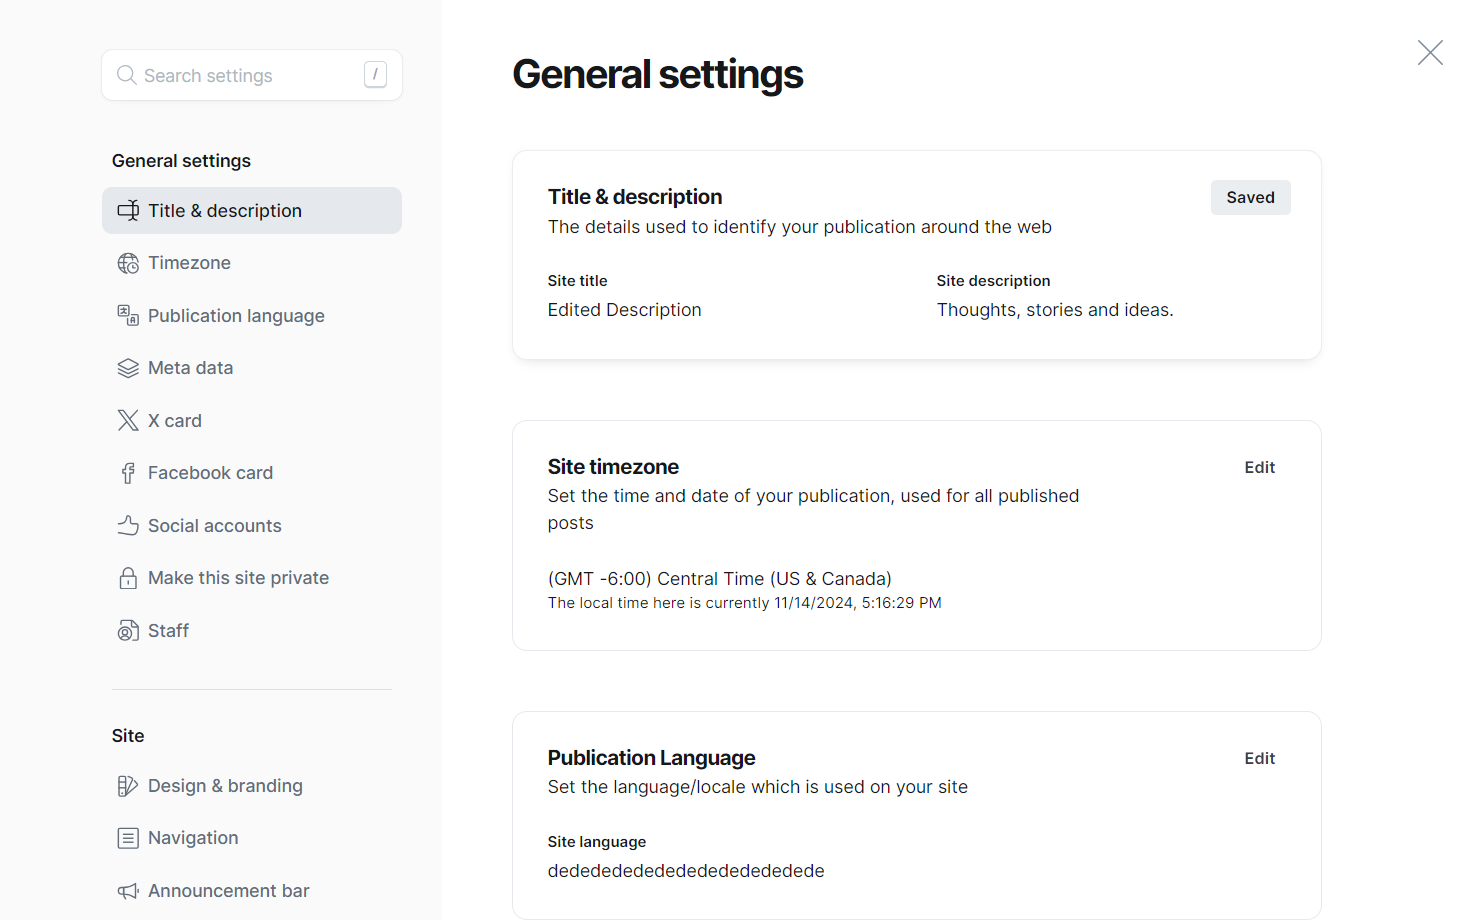 Search settings
/
General settings
Title & description
Timezone
Publication language
Meta data
X card
Facebook card
Social accounts
Make this site private
Staff
Site
Design & branding
Navigation
Announcement bar
General settings
Title & description
Saved
The details used to identify your publication around the web
Site title
Edited Description
Site description
Thoughts, stories and ideas.
Site timezone
Edit
Set the time and date of your publication, used for all published
posts
(GMT -6:00) Central Time (US & Canada)
The local time here is currently 11/14/2024, 5:16:29 PM
Publication Language
Edit
Set the language/locale which is used on your site
Site language
dedededededededededededede